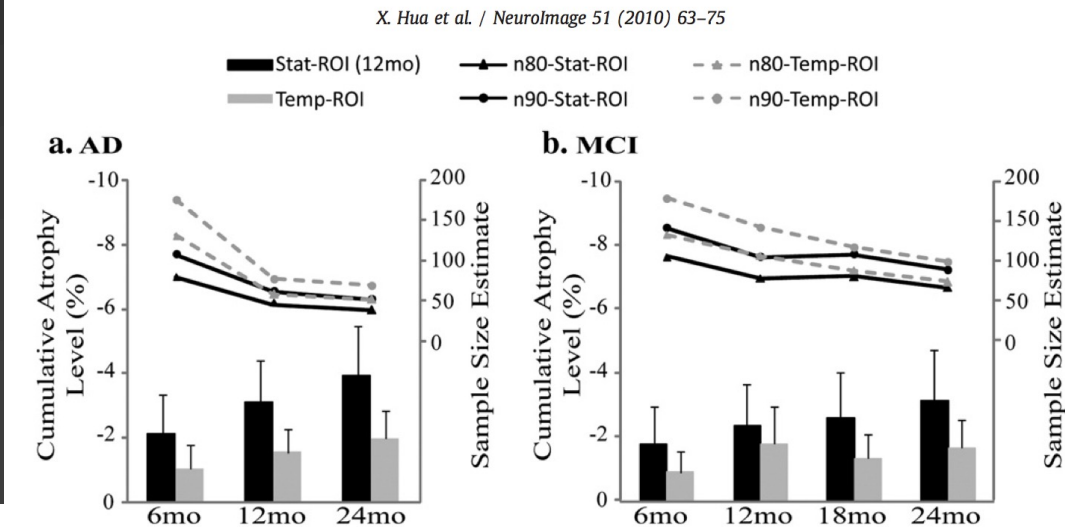 X. Hua et al. / NeuroImage 51 (2010) 63–75
Stat-ROI (12mo) n80-Stat-ROI n80-Temp-ROI
Temp-ROI n90-Stat-ROI n90-Temp-ROI
a. AD
Cumulative Atrophy
Level (%)
-10
-8
-6
-4
-2
0
200
150
100
50
0
Sample Size Estimate
6mo 12mo 24mo
b. MCI
Cumulative Atrophy
Level (%)
-10
-8
-6
-4
-2
0
200
150
100
50
0
Sample Size Estimate
6mo 12mo 18mo 24mo